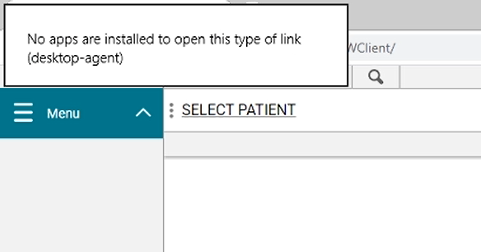 No apps are installed to open this type of link
(desktop-agent)
WClient/
Menu
SELECT PATIENT